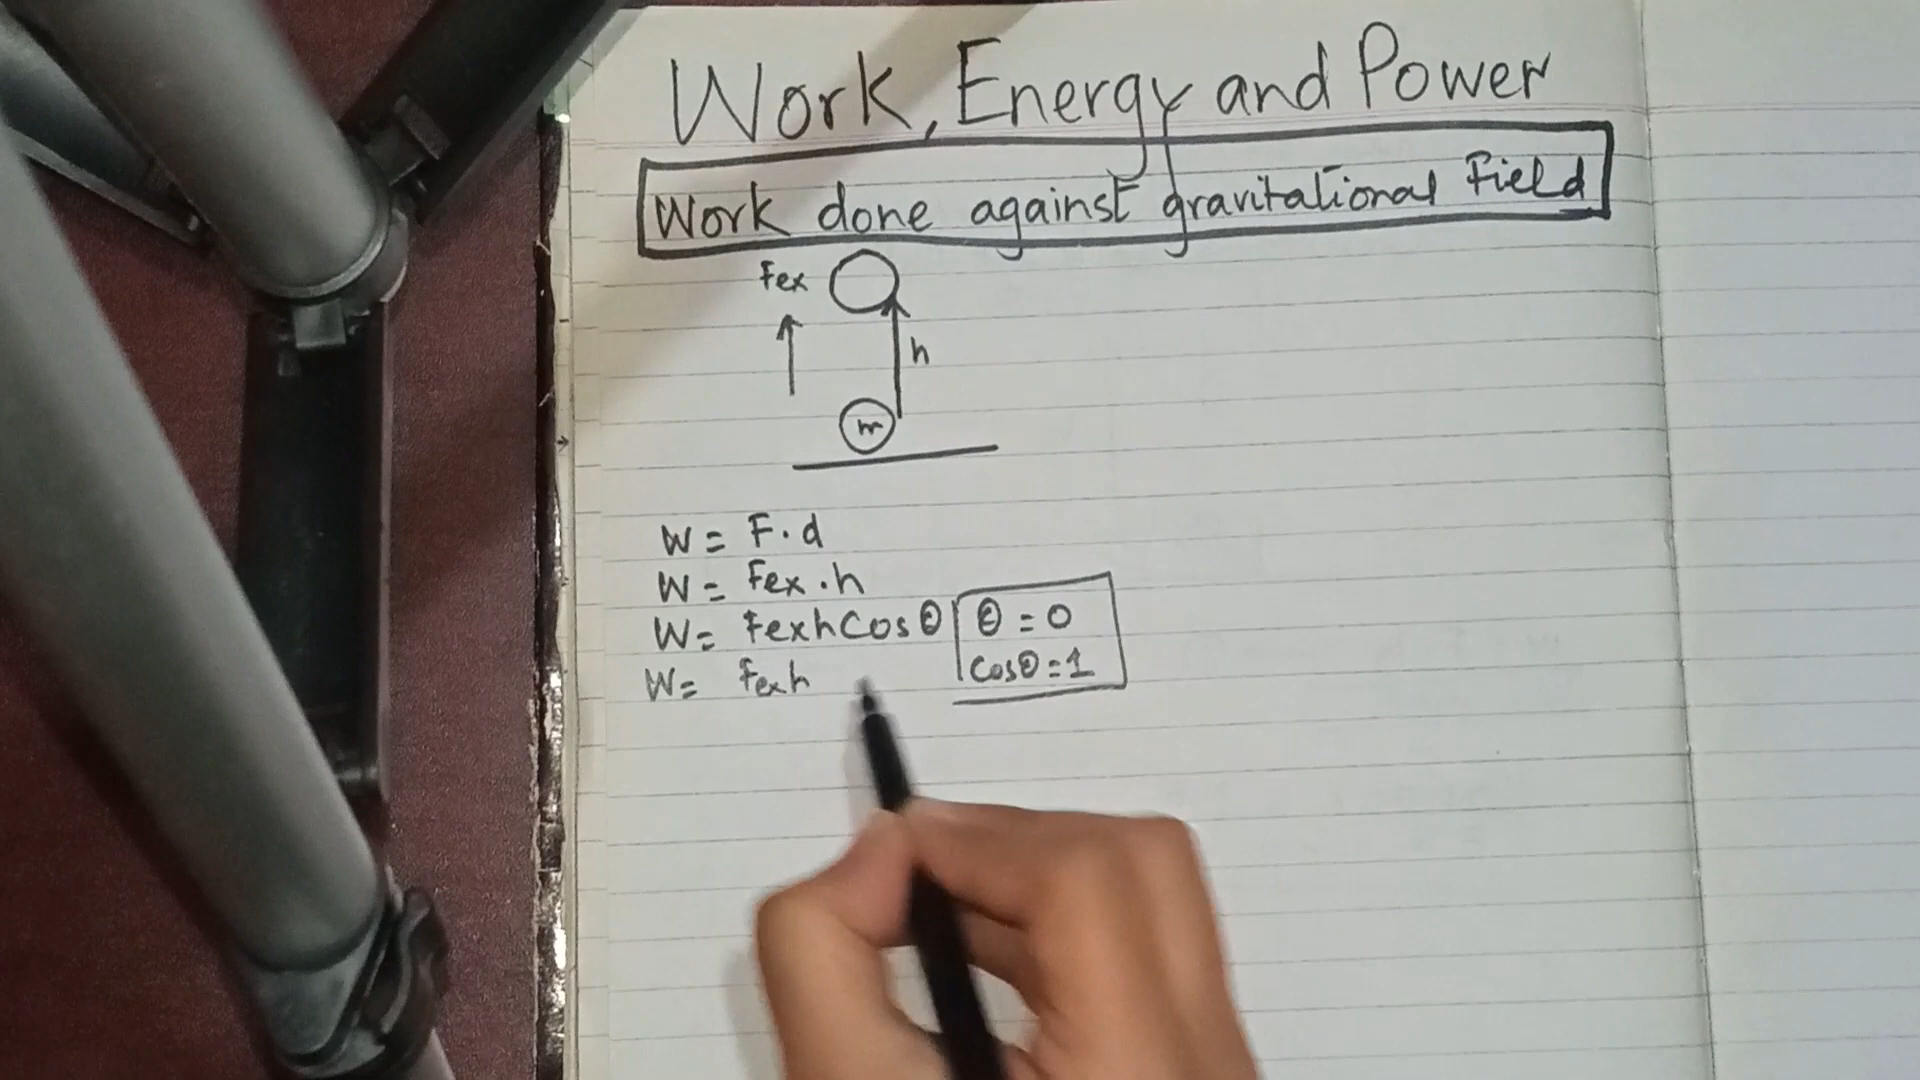 Work, Energy and Power
Work done against gravitational Field
Fex
h
m
W = F . d
W = Fex . h
W = FexhCosθ
θ = 0
Cosθ = 1
W = Fexh